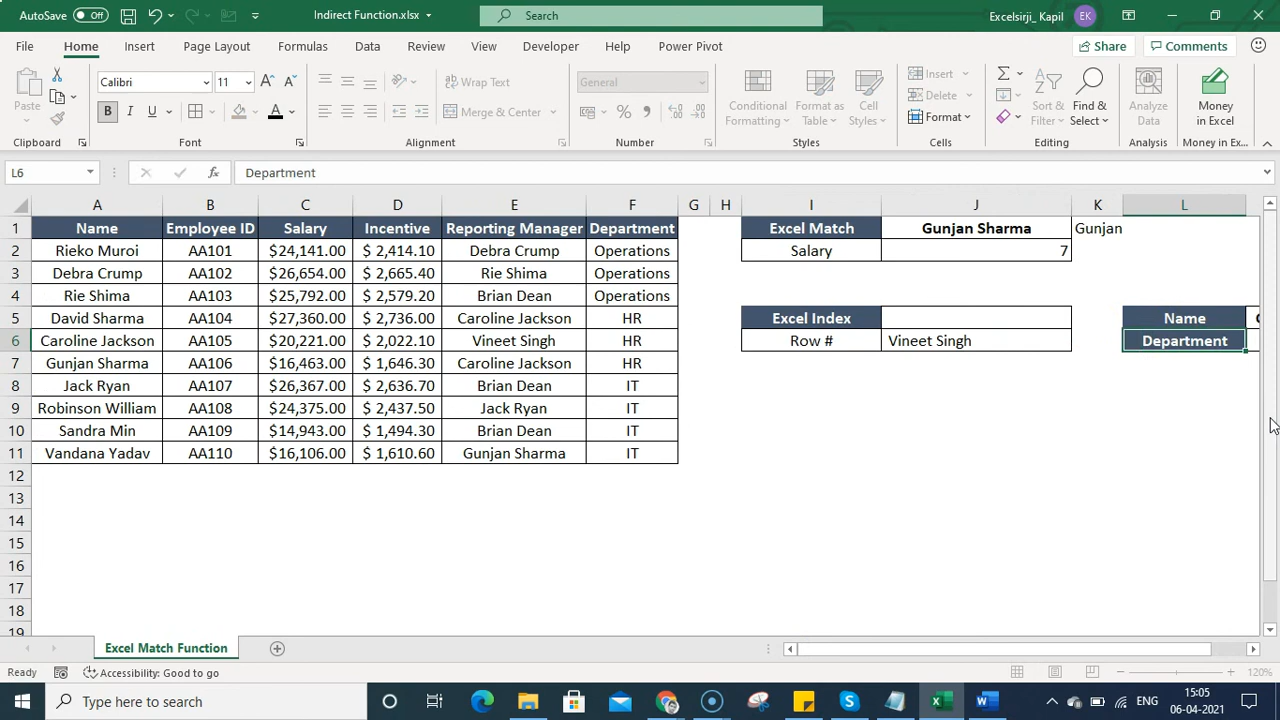 AutoSave Off Indirect Function.xlsx Search Excelsirji_ Kapil EK
File Home Insert Page Layout Formulas Data Review View Developer Help Power Pivot Share Comments
Paste Calibri 11 A A Wrap Text General Conditional Formatting Format as Table Cell Styles Insert Delete Format Sort & Filter Find & Select Analyze Data Money in Excel
B I U A Merge & Center % 9
Clipboard Font Alignment Number Styles Cells Editing Analysis Money in Ex...
L6 fx Department
A B C D E F G H I J K L
1 Name Employee ID Salary Incentive Reporting Manager Department Excel Match Gunjan Sharma Gunjan
2 Rieko Muroi AA101 $24,141.00 $ 2,414.10 Debra Crump Operations Salary 7
3 Debra Crump AA102 $26,654.00 $ 2,665.40 Rie Shima Operations
4 Rie Shima AA103 $25,792.00 $ 2,579.20 Brian Dean Operations
5 David Sharma AA104 $27,360.00 $ 2,736.00 Caroline Jackson HR Excel Index Name
6 Caroline Jackson AA105 $20,221.00 $ 2,022.10 Vineet Singh HR Row # Vineet Singh Department
7 Gunjan Sharma AA106 $16,463.00 $ 1,646.30 Caroline Jackson HR
8 Jack Ryan AA107 $26,367.00 $ 2,636.70 Brian Dean IT
9 Robinson William AA108 $24,375.00 $ 2,437.50 Jack Ryan IT
10 Sandra Min AA109 $14,943.00 $ 1,494.30 Brian Dean IT
11 Vandana Yadav AA110 $16,106.00 $ 1,610.60 Gunjan Sharma IT
12
13
14
15
16
17
18
19
Excel Match Function
Ready Accessibility: Good to go 120%
Type here to search ENG 15:05
06-04-2021